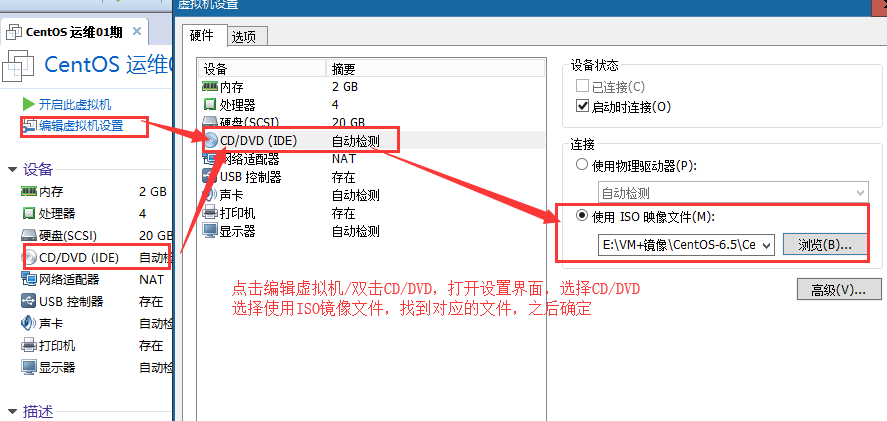 虚拟机设置
CentOS 运维01期
CentOS 运维0
开启此虚拟机
编辑虚拟机设置
设备
内存 2 GB
处理器 4
硬盘(SCSI) 20 GB
CD/DVD (IDE) 自动检
网络适配器 NAT
USB 控制器 存在
声卡 自动检
打印机 存在
显示器 自动检
描述
硬件 选项
设备 摘要
内存 2 GB
处理器 4
硬盘(SCSI) 20 GB
CD/DVD (IDE) 自动检测
网络适配器 NAT
USB 控制器 存在
声卡 自动检测
打印机 存在
显示器 自动检测
设备状态
已连接(C)
启动时连接(O)
连接
使用物理驱动器(P):
自动检测
使用 ISO 映像文件(M):
E:\VM+镜像\CentOS-6.5\Ce 浏览(B)...
高级(V)...
点击编辑虚拟机/双击CD/DVD，打开设置界面，选择CD/DVD
选择使用ISO镜像文件，找到对应的文件，之后确定